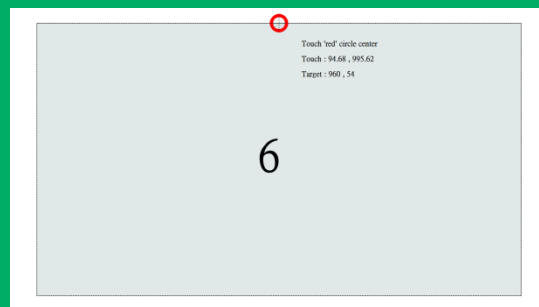 Touch 'red' circle center
Touch : 94.68 , 995.62
Target : 960 , 54
6